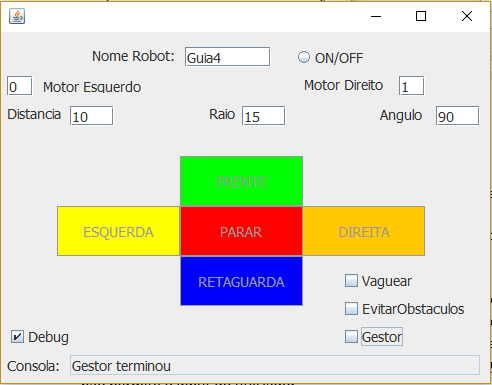 Nome Robot: Guia4 ON/OFF
0 Motor Esquerdo Motor Direito 1
Distancia 10 Raio 15 Angulo 90
FRENTE
ESQUERDA PARAR DIREITA
RETAGUARDA
Vaguear
EvitarObstaculos
Debug Gestor
Consola: Gestor terminou